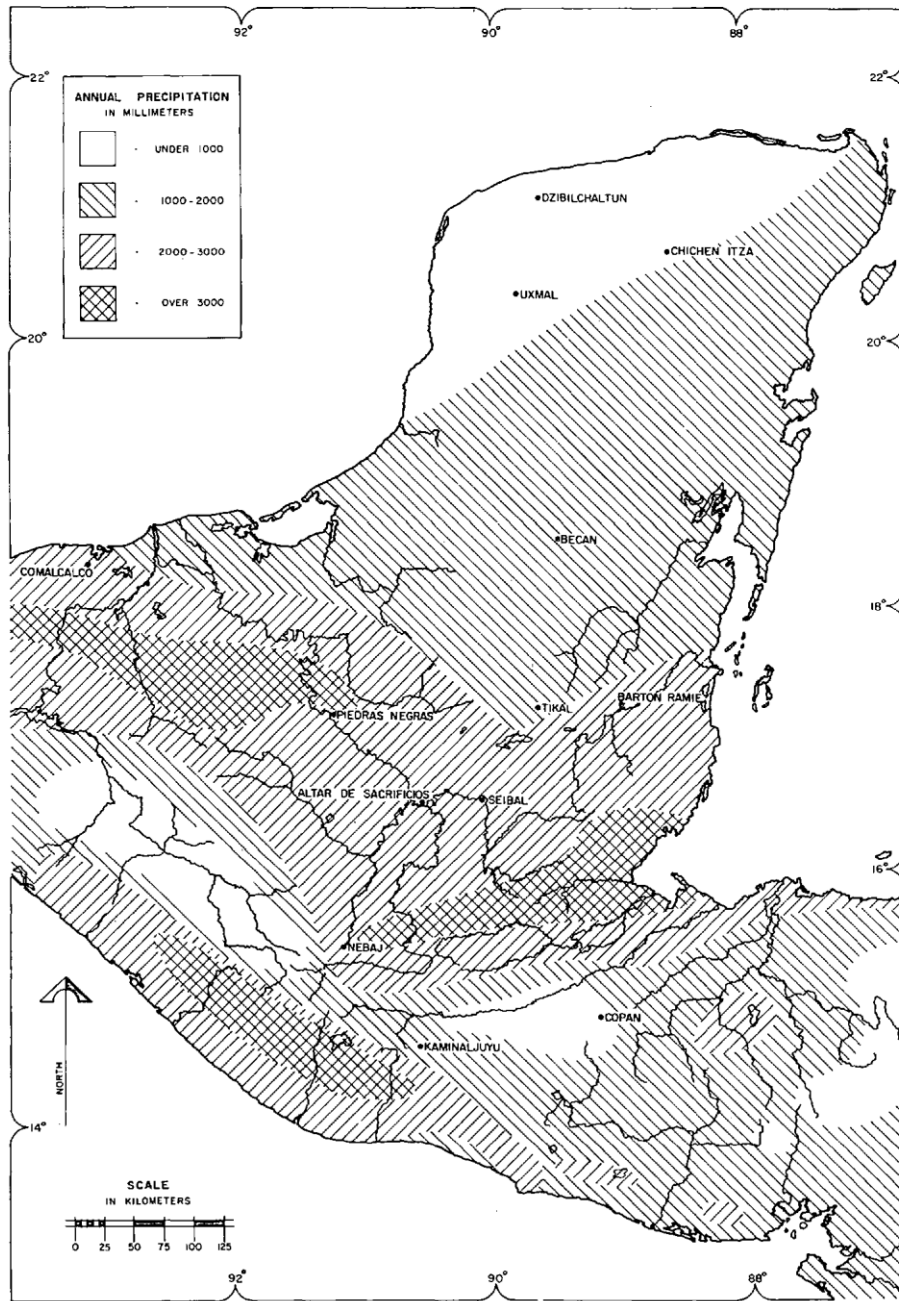 92°
90°
88°
22°
22°
ANNUAL PRECIPITATION
IN MILLIMETERS
- UNDER 1000
- 1000-2000
- 2000-3000
- OVER 3000
DZIBILCHALTUN
CHICHEN ITZA
UXMAL
20°
20°
BECAN
COMALCALCO
18°
18°
BARTON RAMIE
TIKAL
PIEDRAS NEGRAS
ALTAR DE SACRIFICIOS
SEIBAL
16°
16°
NEBAJ
COPAN
KAMINALJUYU
NORTH
14°
SCALE
IN KILOMETERS
0 25 50 75 100 125
92°
90°
88°